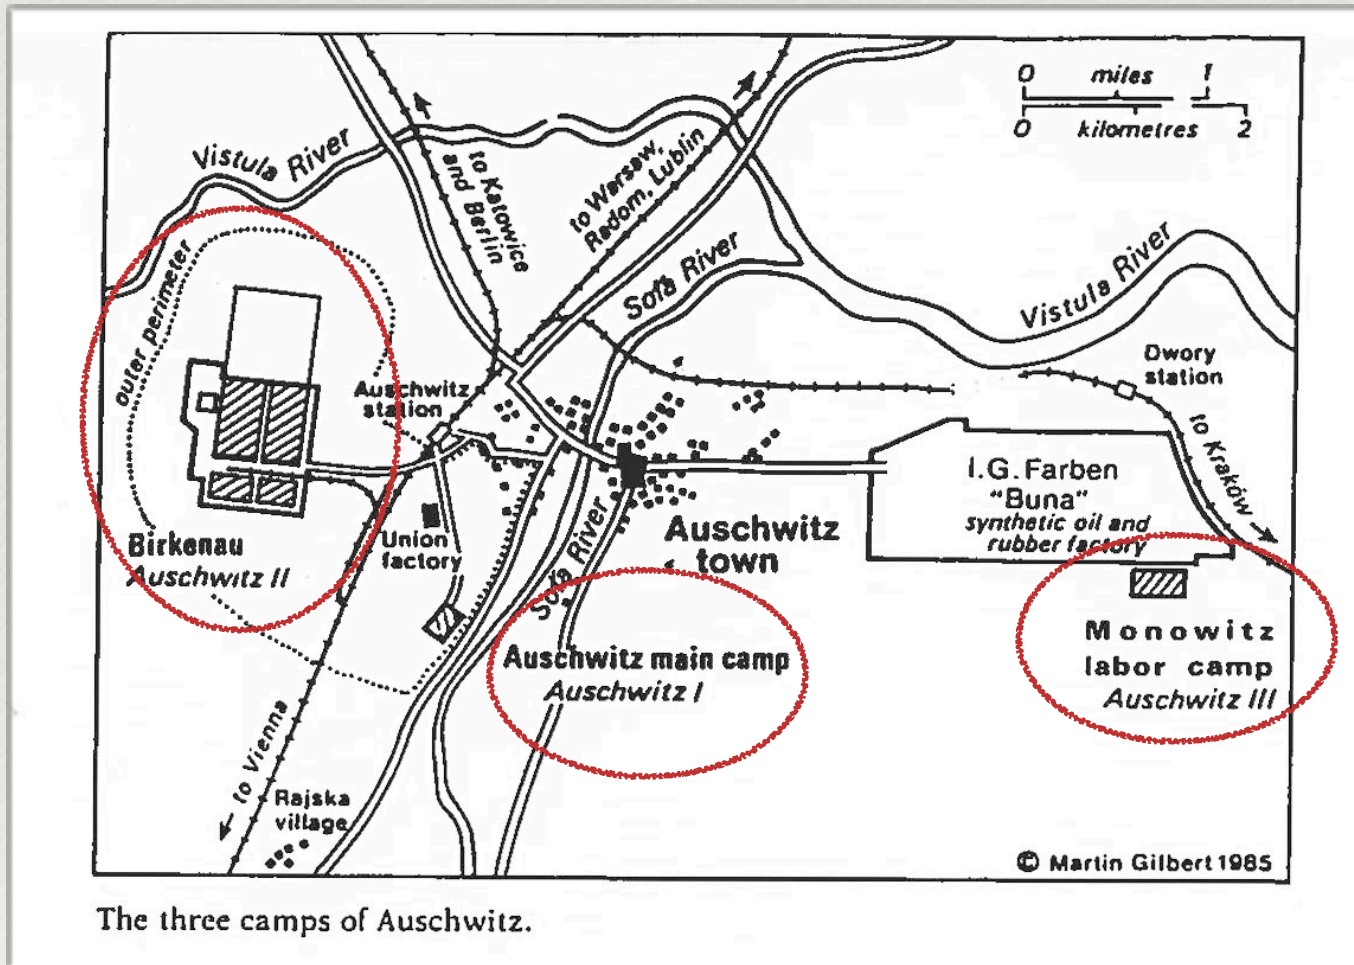 0 miles 1
0 kilometres 2
Vistula River
to Katowice
and Berlin
to Warsaw,
Radom, Lublin
Sofa River
Vistula River
outer perimeter
Dwory
station
Auschwitz
station
to Kraków
I.G. Farben
"Buna"
synthetic oil and
rubber factory
Auschwitz
town
Union
factory
Birkenau
Auschwitz II
Sofa River
Auschwitz main camp
Auschwitz I
Monowitz
labor camp
Auschwitz III
to Vienna
Rajska
village
© Martin Gilbert 1985
The three camps of Auschwitz.